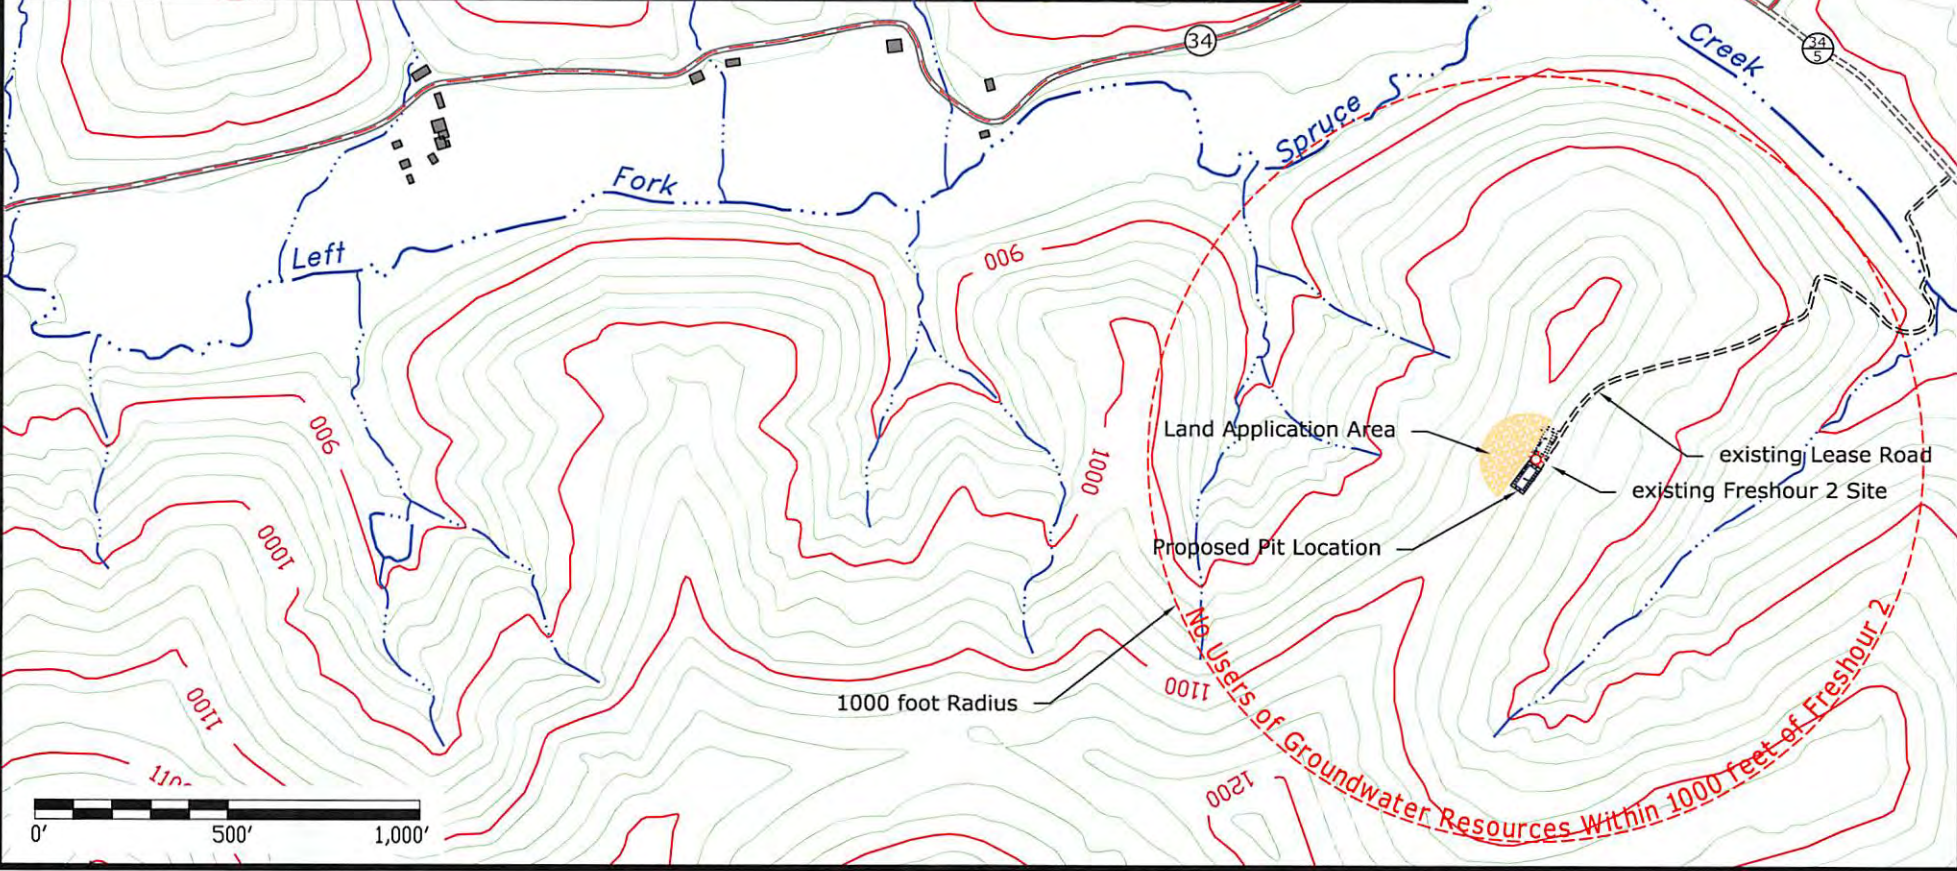 34
Creek
34
5
Spruce
Fork
Left
900
900
Land Application Area
existing Lease Road
1000
existing Freshour 2 Site
1000
Proposed Pit Location
No Users of Groundwater Resources Within 1000 feet of Freshour 2
1000 foot Radius
1100
1100
1200
0' 500' 1,000'